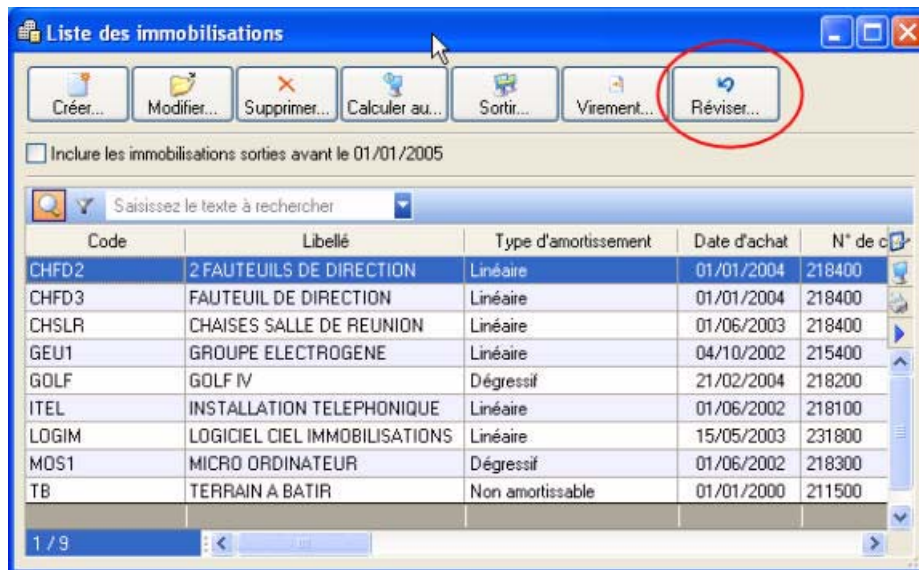 Liste des immobilisations
Créer... Modifier... Supprimer... Calculer au... Sortir... Virement... Réviser...
Inclure les immobilisations sorties avant le 01/01/2005
Saisissez le texte à rechercher
Code Libellé Type d'amortissement Date d'achat N° de c
CHFD2 2 FAUTEUILS DE DIRECTION Linéaire 01/01/2004 218400
CHFD3 FAUTEUIL DE DIRECTION Linéaire 01/01/2004 218400
CHSLR CHAISES SALLE DE REUNION Linéaire 01/06/2003 218400
GEU1 GROUPE ELECTROGENE Linéaire 04/10/2002 215400
GOLF GOLF IV Dégressif 21/02/2004 218200
ITEL INSTALLATION TELEPHONIQUE Linéaire 01/06/2002 218100
LOGIM LOGICIEL CIEL IMMOBILISATIONS Linéaire 15/05/2003 231800
MOS1 MICRO ORDINATEUR Dégressif 01/06/2002 218300
TB TERRAIN A BATIR Non amortissable 01/01/2000 211500
1 / 9